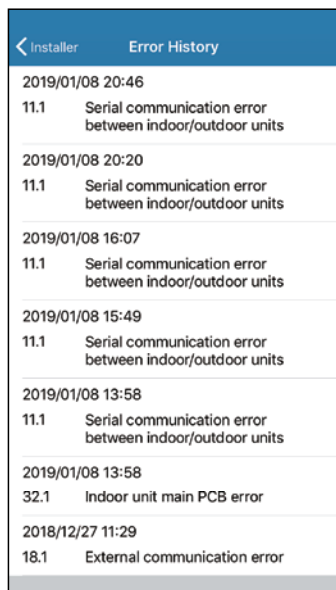 Installer Error History
2019/01/08 20:46
11.1 Serial communication error
between indoor/outdoor units
2019/01/08 20:20
11.1 Serial communication error
between indoor/outdoor units
2019/01/08 16:07
11.1 Serial communication error
between indoor/outdoor units
2019/01/08 15:49
11.1 Serial communication error
between indoor/outdoor units
2019/01/08 13:58
11.1 Serial communication error
between indoor/outdoor units
2019/01/08 13:58
32.1 Indoor unit main PCB error
2018/12/27 11:29
18.1 External communication error